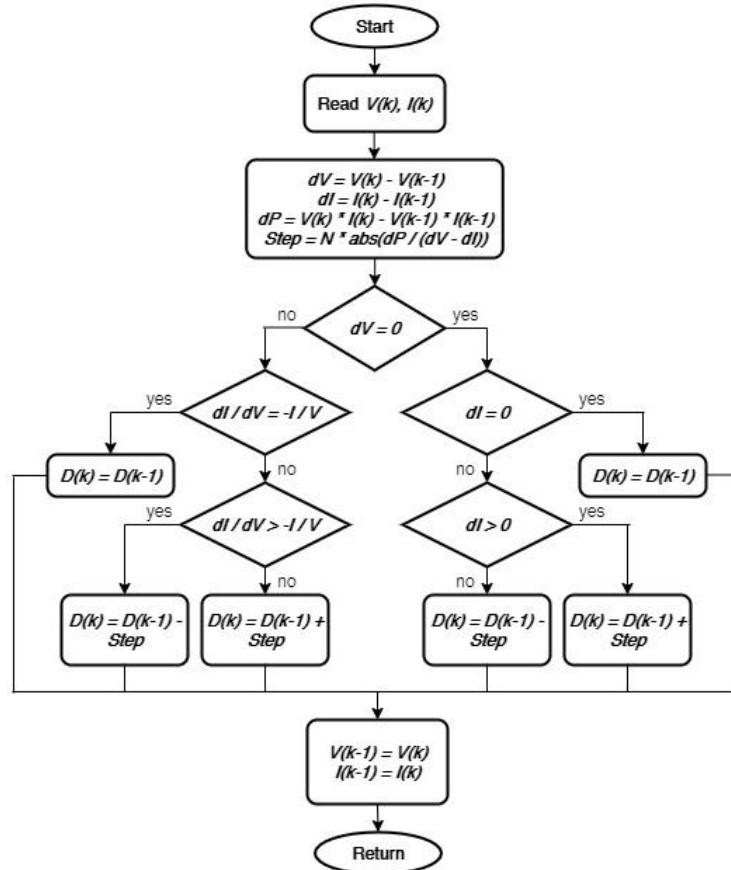 Start
Read V(k), I(k)
dV = V(k) - V(k-1)
dI = I(k) - I(k-1)
dP = V(k) * I(k) - V(k-1) * I(k-1)
Step = N * abs(dP / (dV - dI))
no
dV = 0
yes
yes
dI / dV = -I / V
dI = 0
yes
D(k) = D(k-1)
no
no
D(k) = D(k-1)
yes
dI / dV > -I / V
dI > 0
yes
no
no
D(k) = D(k-1) -
Step
D(k) = D(k-1) +
Step
D(k) = D(k-1) -
Step
D(k) = D(k-1) +
Step
V(k-1) = V(k)
I(k-1) = I(k)
Return